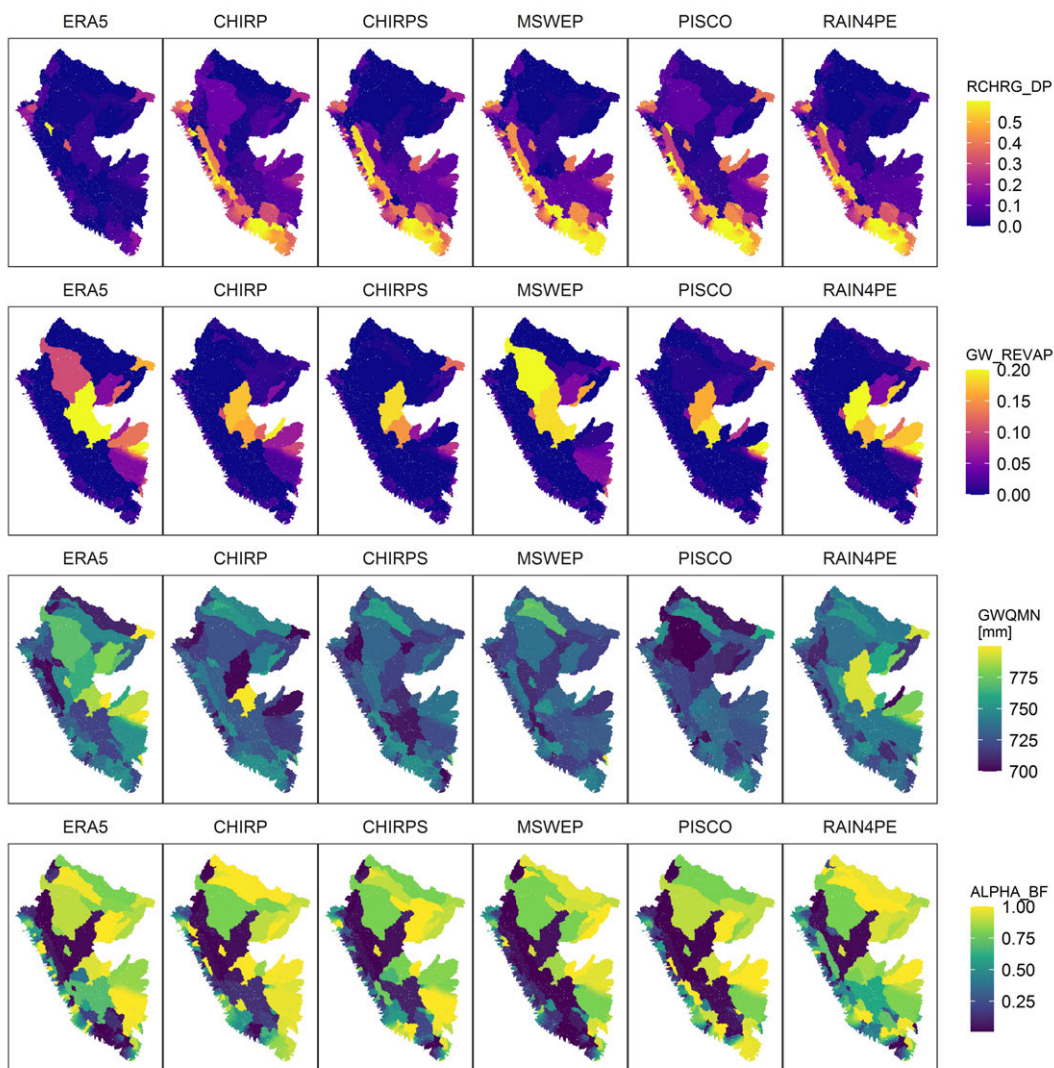 ERA5 CHIRP CHIRPS MSWEP PISCO RAIN4PE
RCHRG_DP
0.5
0.4
0.3
0.2
0.1
0.0
ERA5 CHIRP CHIRPS MSWEP PISCO RAIN4PE
GW_REVAP
0.20
0.15
0.10
0.05
0.00
ERA5 CHIRP CHIRPS MSWEP PISCO RAIN4PE
GWQMN
[mm]
775
750
725
700
ERA5 CHIRP CHIRPS MSWEP PISCO RAIN4PE
ALPHA_BF
1.00
0.75
0.50
0.25